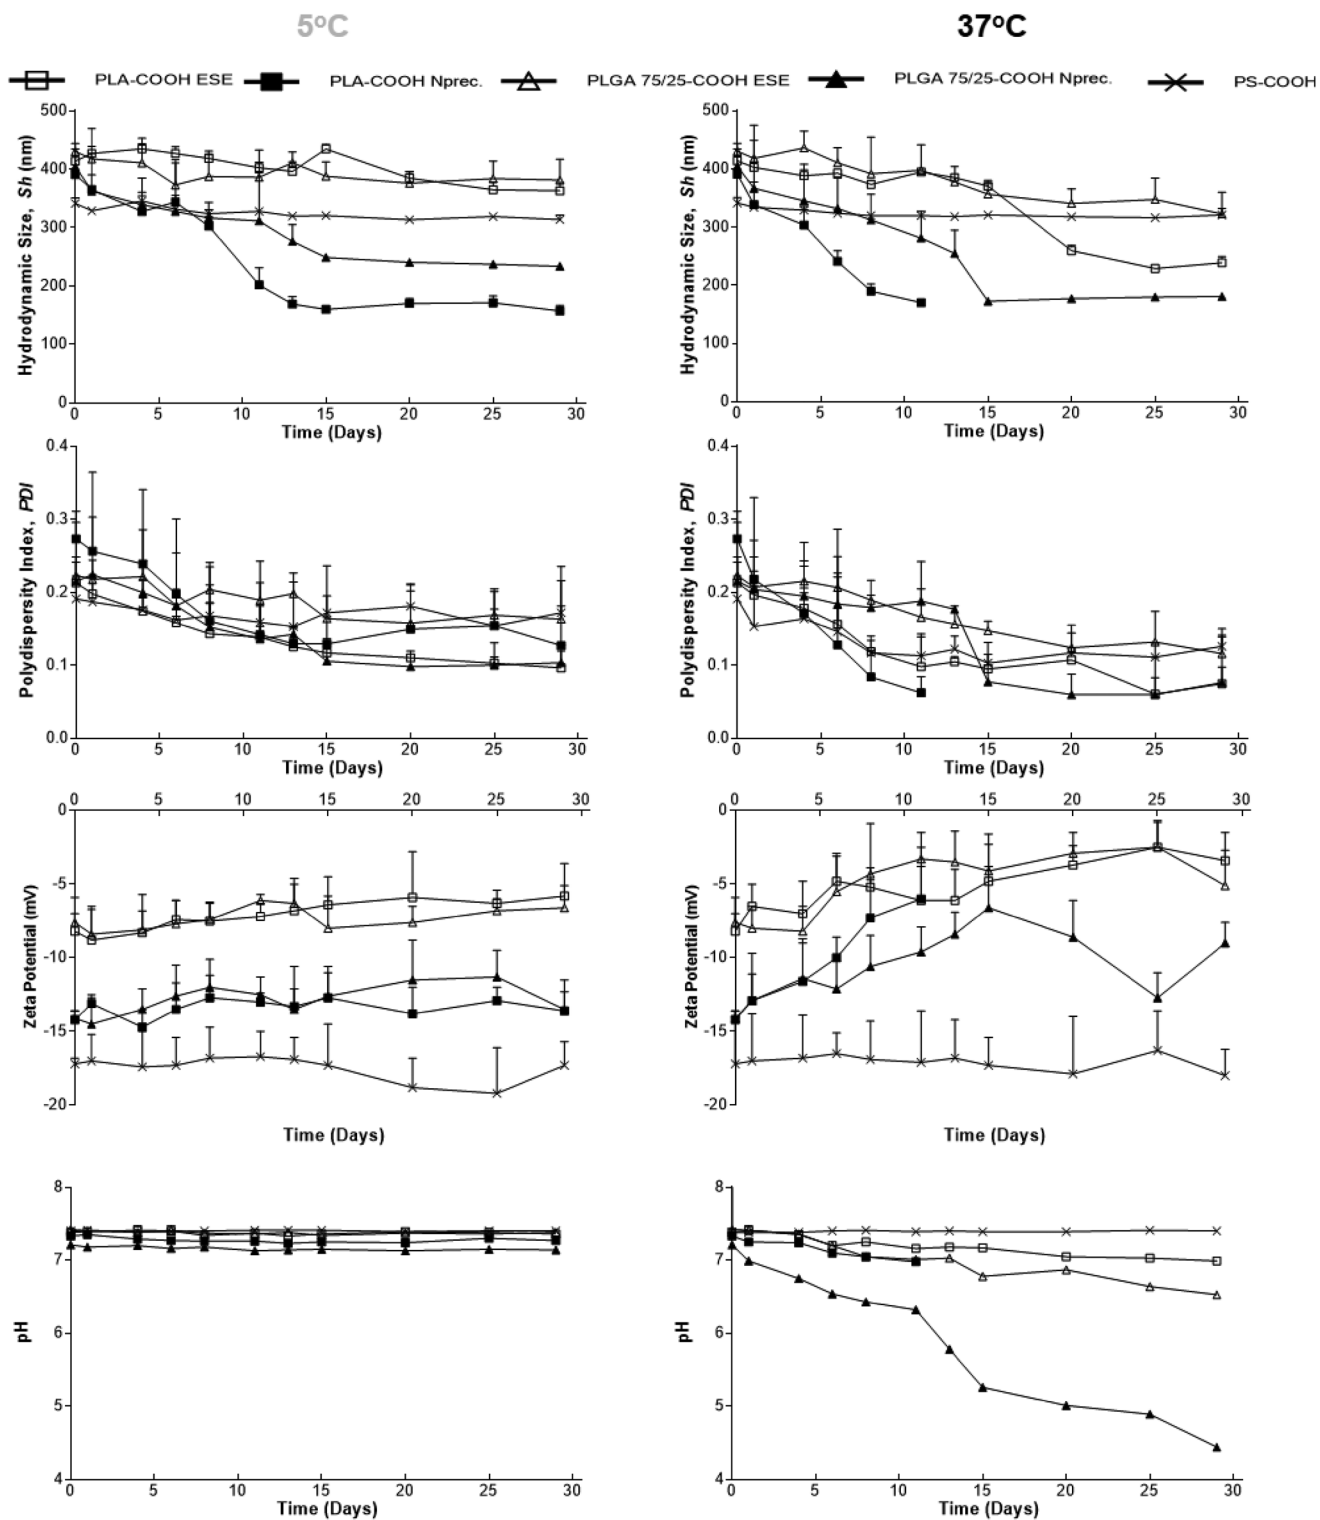 5°C 37°C
PLA-COOH ESE PLA-COOH Nprec. PLGA 75/25-COOH ESE PLGA 75/25-COOH Nprec. PS-COOH
Hydrodynamic Size, Sh (nm)
500
400
300
200
100
0
0 5 10 15 20 25 30
Time (Days)
Hydrodynamic Size, Sh (nm)
500
400
300
200
100
0
0 5 10 15 20 25 30
Time (Days)
Polydispersity Index, PDI
0.4
0.3
0.2
0.1
0.0
0 5 10 15 20 25 30
Time (Days)
Polydispersity Index, PDI
0.4
0.3
0.2
0.1
0.0
0 5 10 15 20 25 30
Time (Days)
Zeta Potential (mV)
0 5 10 15 20 25 30
0
-5
-10
-15
-20
Time (Days)
Zeta Potential (mV)
0 5 10 15 20 25 30
0
-5
-10
-15
-20
Time (Days)
pH
8
7
6
5
4
0 5 10 15 20 25 30
Time (Days)
pH
8
7
6
5
4
0 5 10 15 20 25 30
Time (Days)